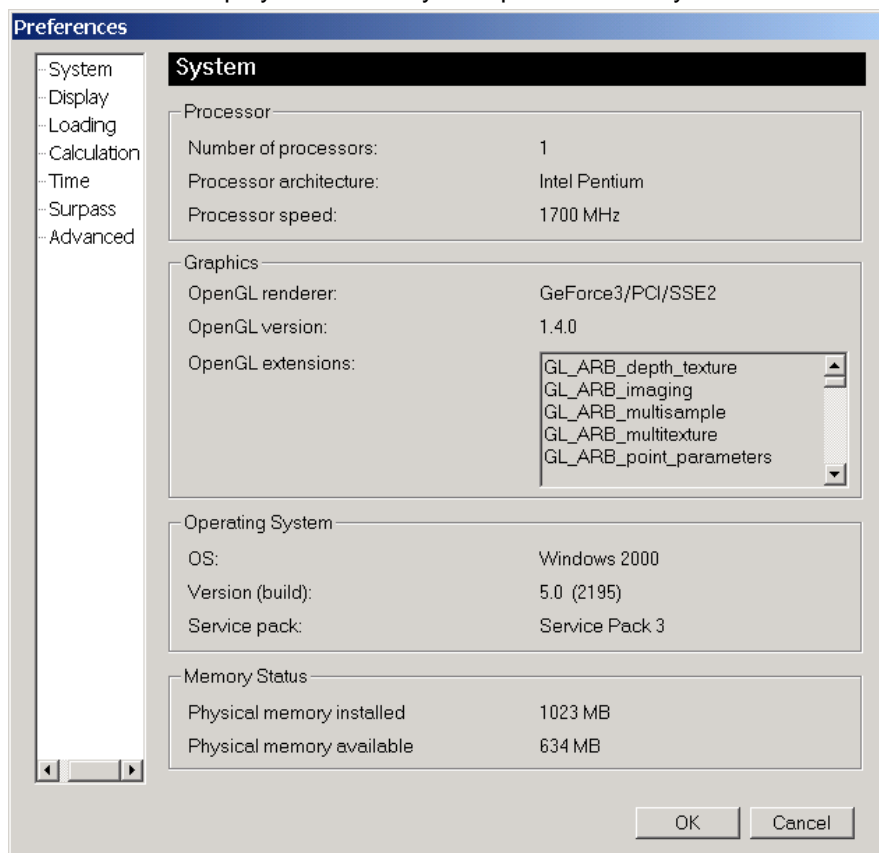 Preferences
System
Display
Loading
Calculation
Time
Surpass
Advanced
System
Processor
Number of processors: 1
Processor architecture: Intel Pentium
Processor speed: 1700 MHz
Graphics
OpenGL renderer: GeForce3/PCI/SSE2
OpenGL version: 1.4.0
OpenGL extensions: GL_ARB_depth_texture
GL_ARB_imaging
GL_ARB_multisample
GL_ARB_multitexture
GL_ARB_point_parameters
Operating System
OS: Windows 2000
Version (build): 5.0 (2195)
Service pack: Service Pack 3
Memory Status
Physical memory installed 1023 MB
Physical memory available 634 MB
OK Cancel